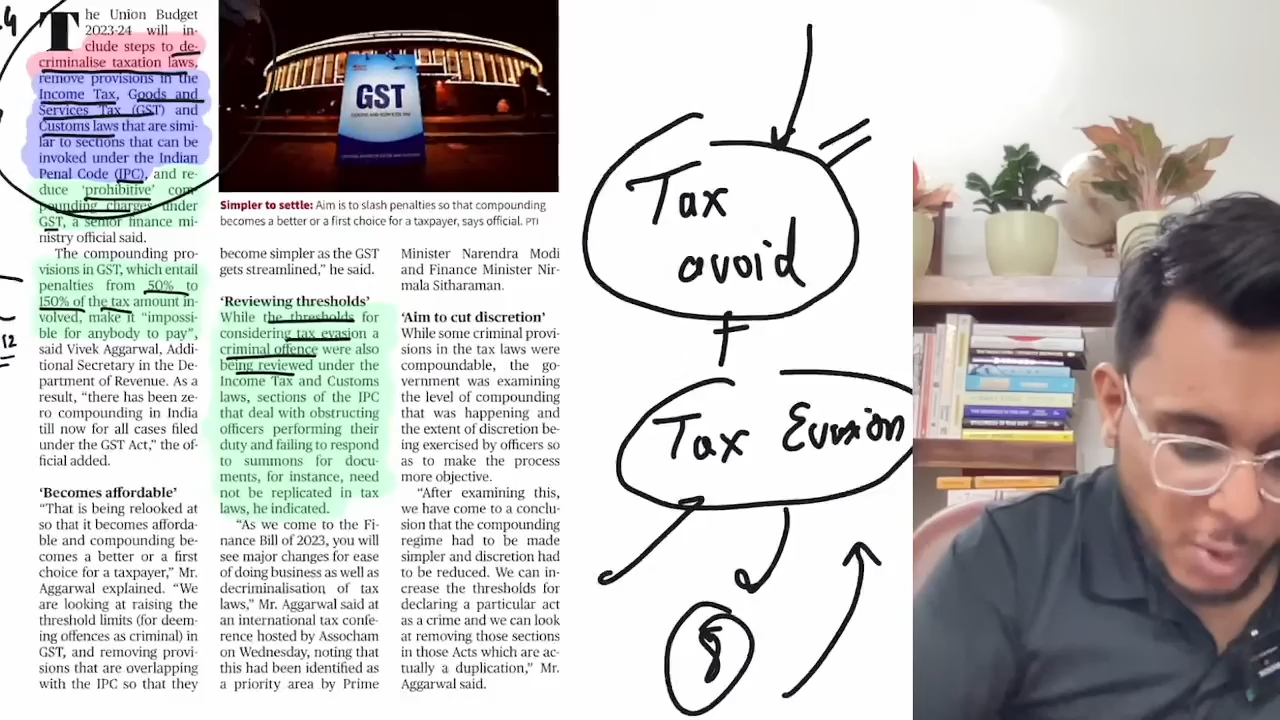 The Union Budget
2023-24 will in-
clude steps to de-
criminalise taxation laws,
remove provisions in the
Income Tax, Goods and
Services Tax (GST) and
Customs laws that are simi-
lar to sections that can be
invoked under the Indian
Penal Code (IPC), and re-
duce ‘prohibitive’ com-
pounding charges under
GST, a senior finance mi-
nistry official said.
The compounding pro-
visions in GST, which entail
penalties from 50% to
150% of the tax amount in-
volved, make it “impossi-
ble for anybody to pay”,
said Vivek Aggarwal, Addi-
tional Secretary in the De-
partment of Revenue. As a
result, “there has been ze-
ro compounding in India
till now for all cases filed
under the GST Act,” the of-
ficial added.
‘Becomes affordable’
“That is being relooked at
so that it becomes afforda-
ble and compounding be-
comes a better or a first
choice for a taxpayer,” Mr.
Aggarwal explained. “We
are looking at raising the
threshold limits (for deem-
ing offences as criminal) in
GST, and removing provi-
sions that are overlapping
with the IPC so that they
GST
Simpler to settle: Aim is to slash penalties so that compounding
becomes a better or a first choice for a taxpayer, says official. PTI
become simpler as the GST
gets streamlined,” he said.
‘Reviewing thresholds’
While the thresholds for
considering tax evasion a
criminal offence were also
being reviewed under the
Income Tax and Customs
laws, sections of the IPC
that deal with obstructing
officers performing their
duty and failing to respond
to summons for docu-
ments, for instance, need
not be replicated in tax
laws, he indicated.
“As we come to the Fi-
nance Bill of 2023, you will
see major changes for ease
of doing business as well as
decriminalisation of tax
laws,” Mr. Aggarwal said at
an international tax confe-
rence hosted by Assocham
on Wednesday, noting that
this had been identified as
a priority area by Prime
Minister Narendra Modi
and Finance Minister Nir-
mala Sitharaman.
‘Aim to cut discretion’
While some criminal provi-
sions in the tax laws were
compoundable, the go-
vernment was examining
the level of compounding
that was happening and
the extent of discretion be-
ing exercised by officers so
as to make the process
more objective.
“After examining this,
we have come to a conclu-
sion that the compounding
regime had to be made
simpler and discretion had
to be reduced. We can in-
crease the thresholds for
declaring a particular act
as a crime and we can look
at removing those sections
in those Acts which are ac-
tually a duplication,” Mr.
Aggarwal said.
Tax
avoid
Tax Evasion
12